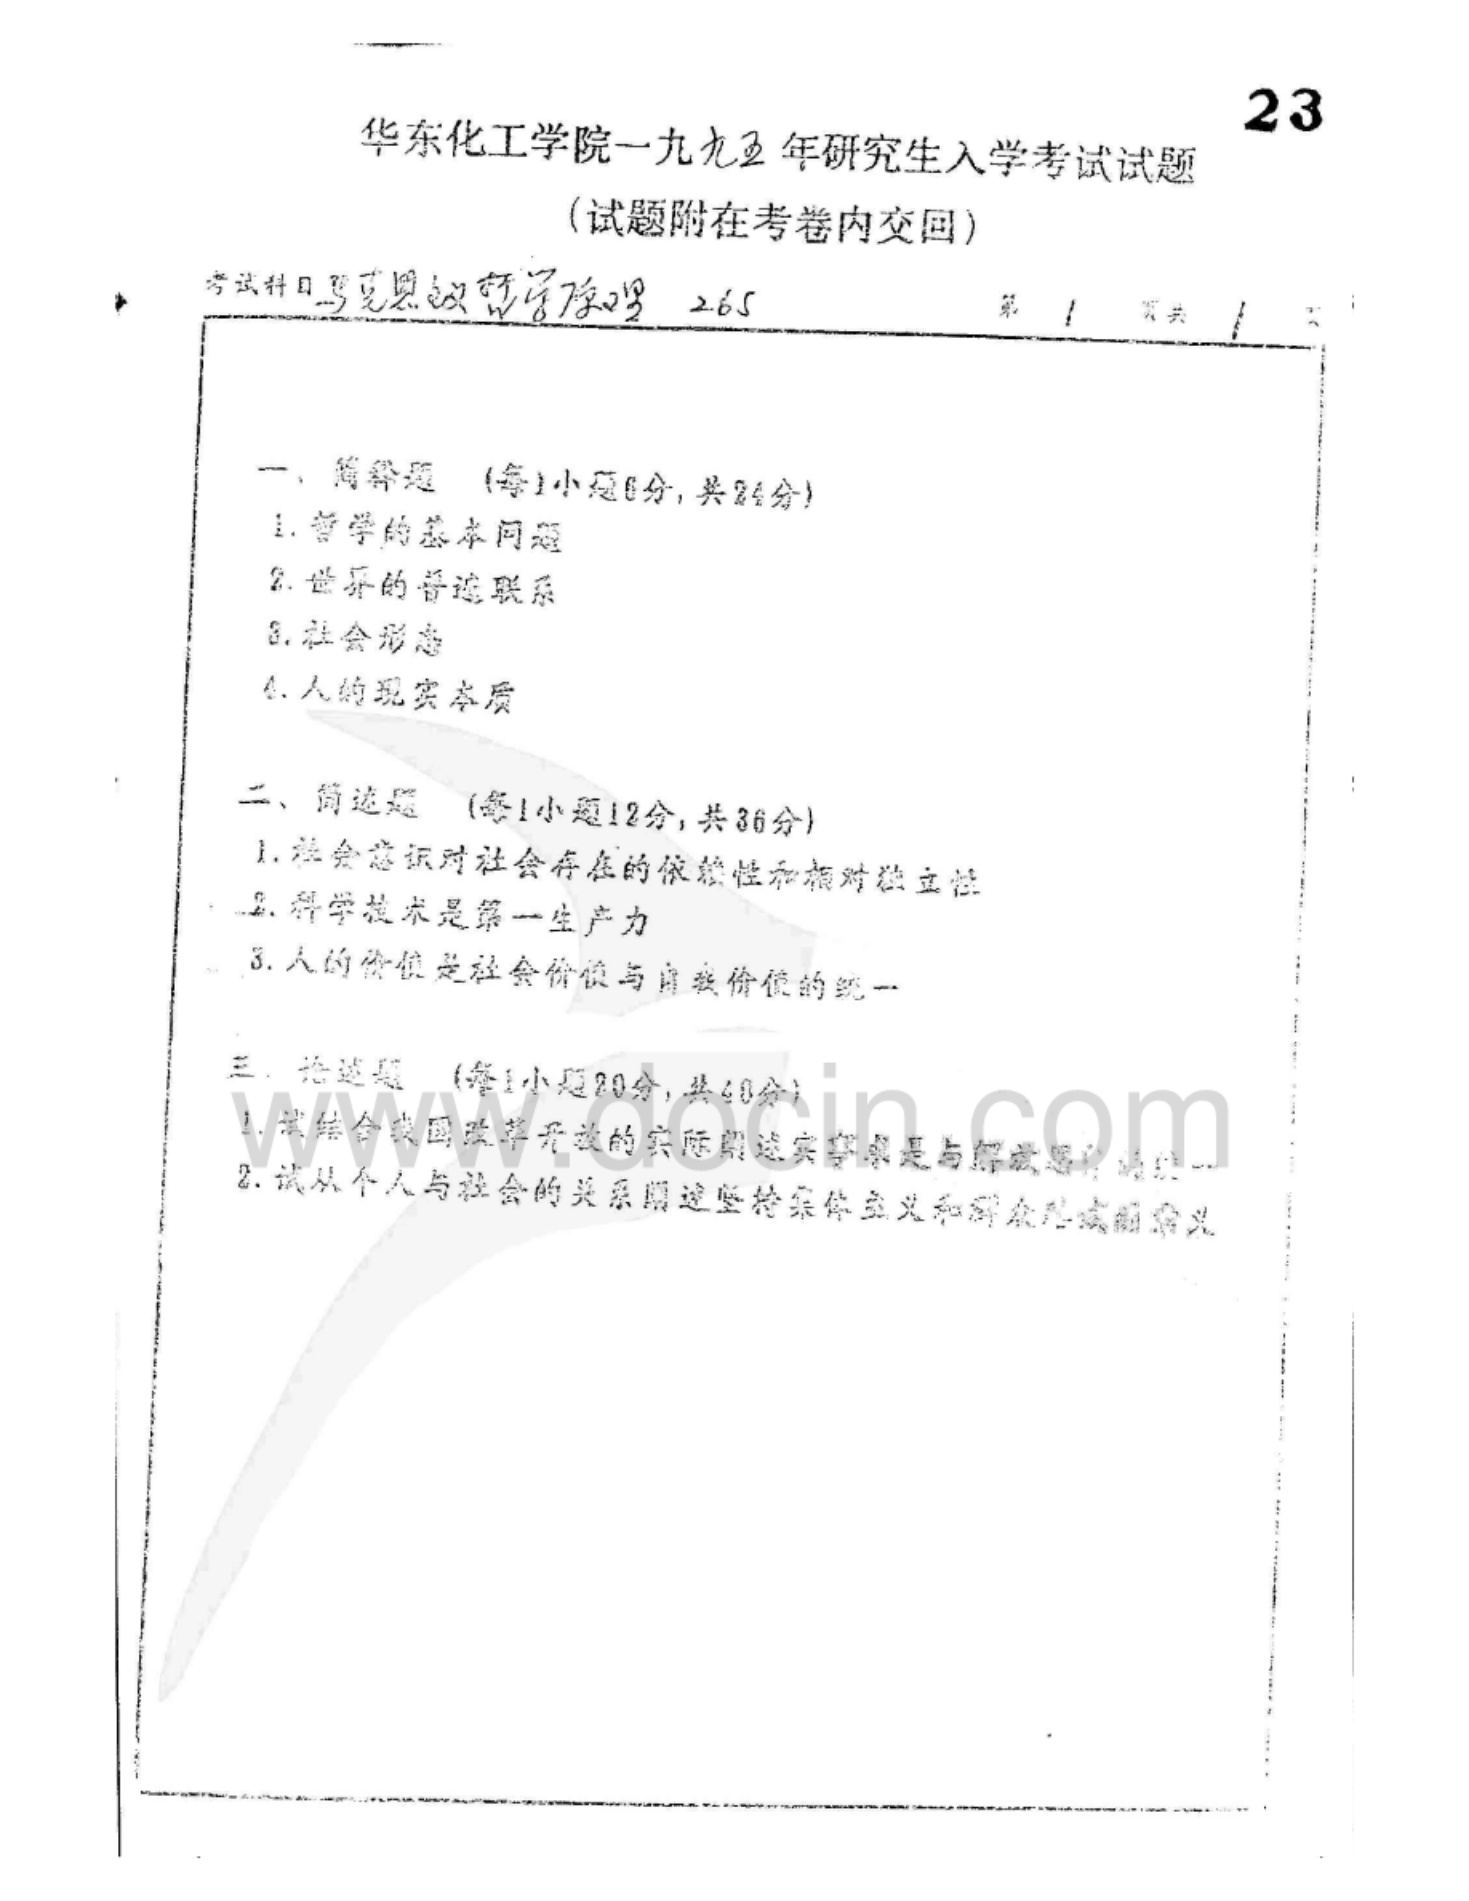 23
华东化工学院一九九五年研究生入学考试试题
(试题附在考卷内交回)
考试科目 马克思主义哲学原理 265 第 1 页共 1 页
一、简答题 (每1小题6分,共24分)
1.哲学的基本问题
2.世界的普遍联系
3.社会形态
4.人的现实本质
二、简述题 (每1小题12分,共36分)
1.社会意识对社会存在的依赖性和相对独立性
2.科学技术是第一生产力
3.人的价值是社会价值与自我价值的统一
三、论述题 (每1小题20分,共40分)
www.docin.com
1.试结合我国改革开放的实际阐述实事求是与解放思想的统一
2.试从个人与社会的关系阐述坚持集体主义和群众观点的意义